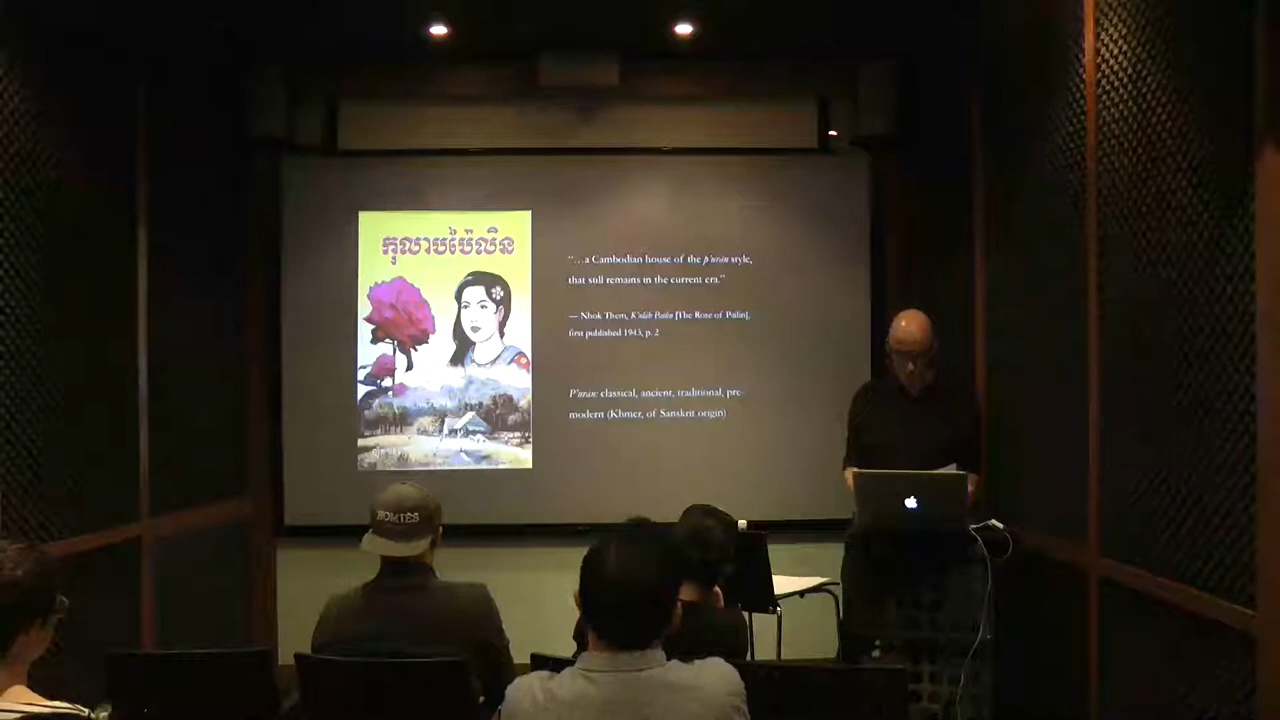 កុលាបប៉ៃលិន
“…a Cambodian house of the p'urān style,
that still remains in the current era.”
— Nhok Them, K'ulāb Pailin [The Rose of Pailin],
first published 1943, p. 2
P'urān: classical, ancient, traditional, pre-
modern (Khmer, of Sanskrit origin)
HOMIES